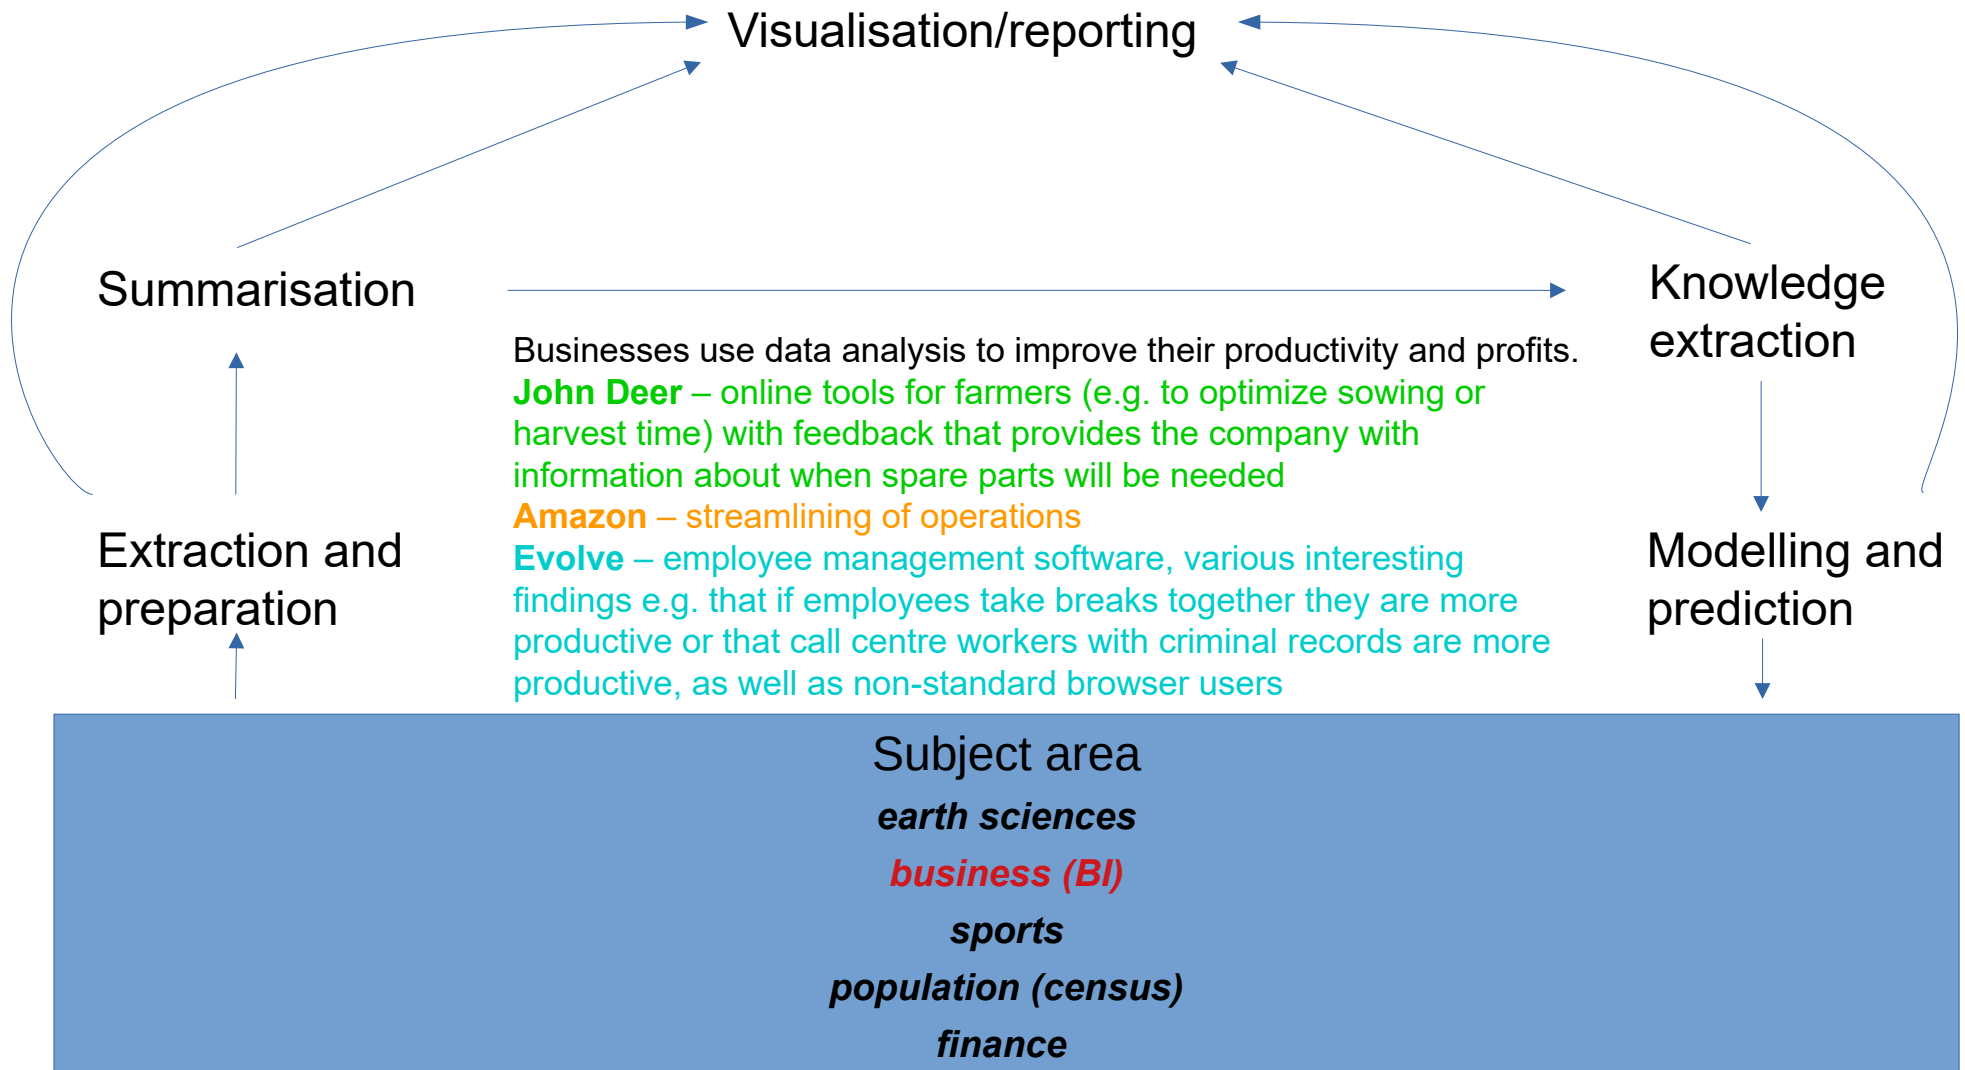 Visualisation/reporting
Summarisation
Knowledge
extraction
Businesses use data analysis to improve their productivity and profits.
John Deer – online tools for farmers (e.g. to optimize sowing or
harvest time) with feedback that provides the company with
information about when spare parts will be needed
Amazon – streamlining of operations
Evolve – employee management software, various interesting
findings e.g. that if employees take breaks together they are more
productive or that call centre workers with criminal records are more
productive, as well as non-standard browser users
Extraction and
preparation
Modelling and
prediction
Subject area
earth sciences
business (BI)
sports
population (census)
finance